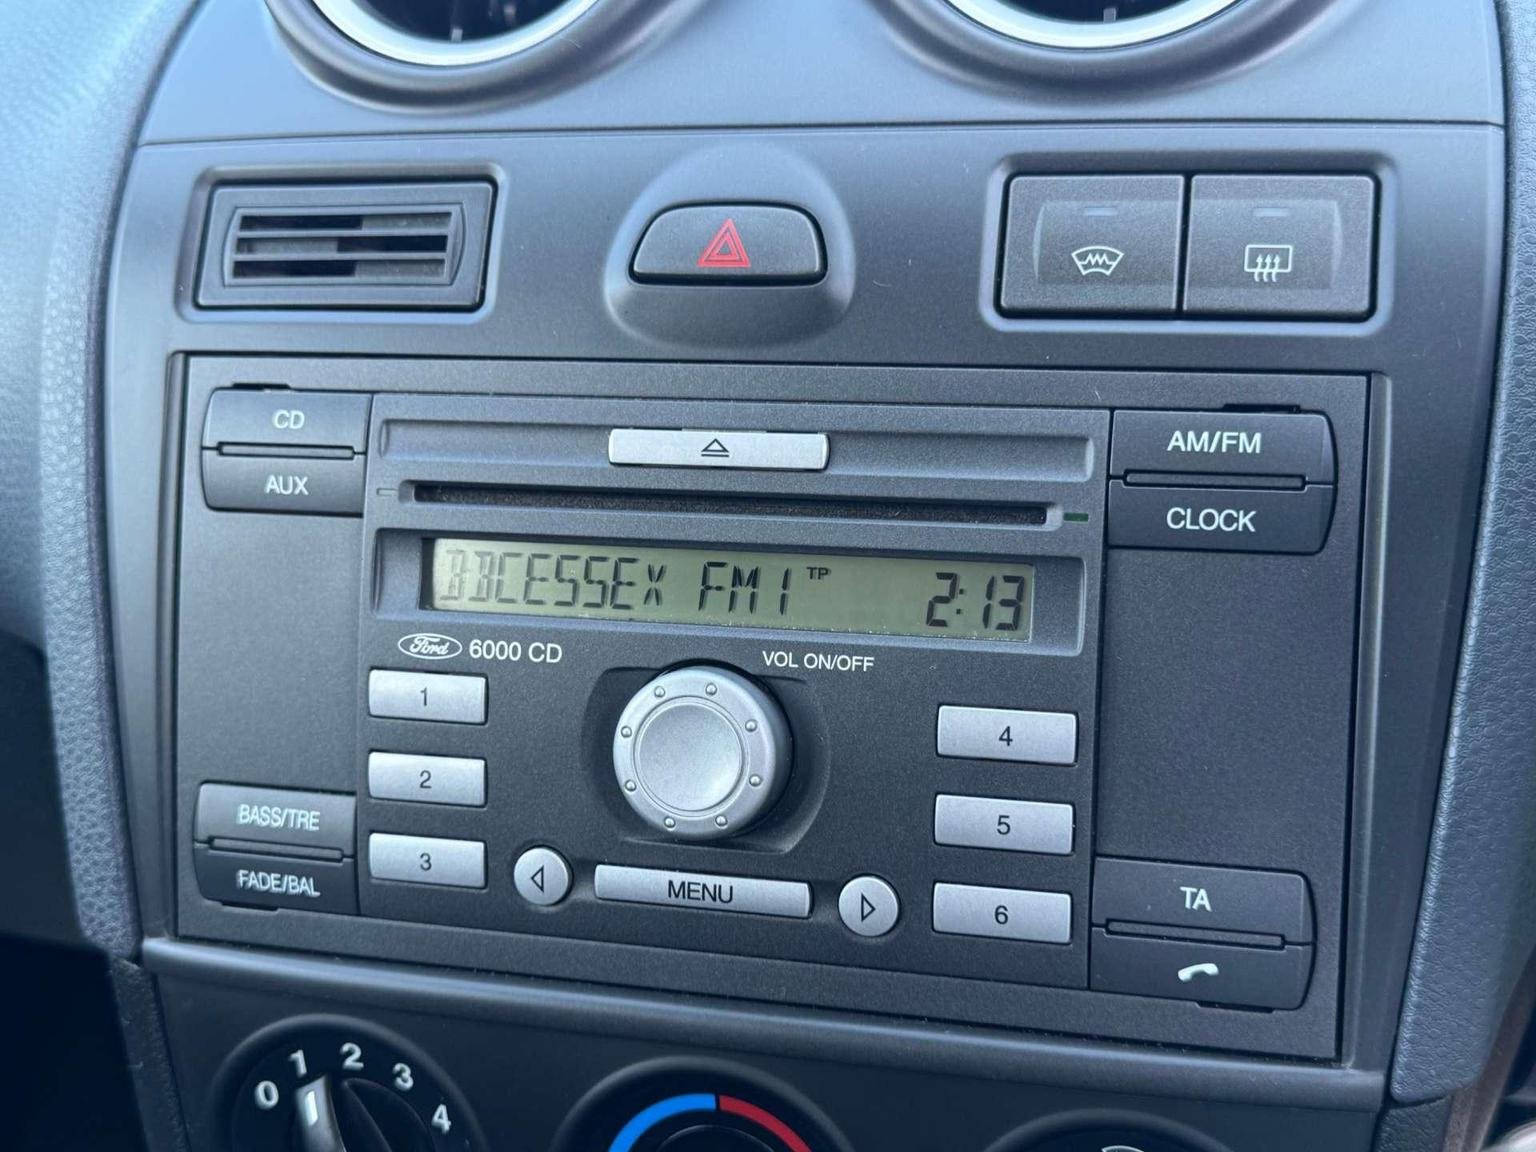 CD
AUX
AM/FM
CLOCK
BBCESSEX FM1 TP 2:13
Ford 6000 CD
VOL ON/OFF
1
2
3
4
5
6
BASS/TRE
FADE/BAL
MENU
TA
0 1 2 3 4